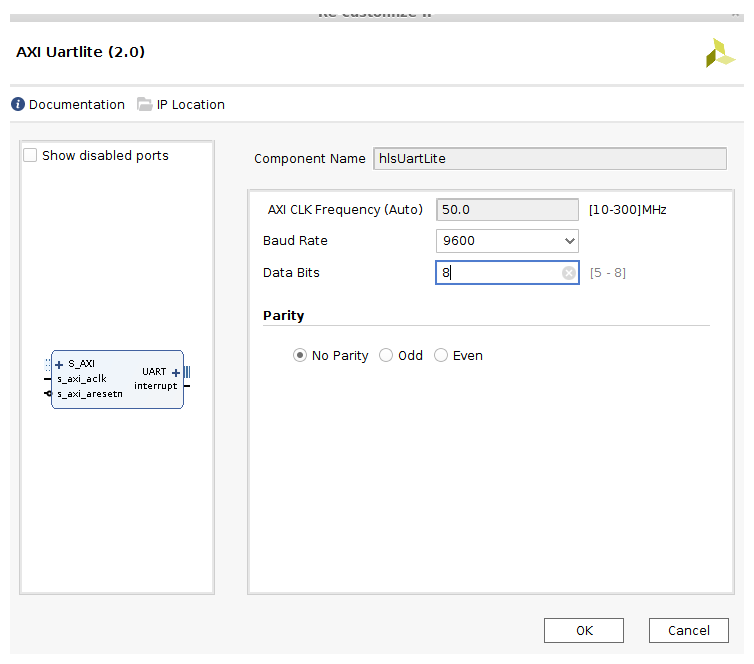 Re-customize IP
AXI Uartlite (2.0)
Documentation IP Location
Show disabled ports
Component Name hlsUartLite
AXI CLK Frequency (Auto) 50.0 [10-300]MHz
Baud Rate 9600
Data Bits 8 [5 - 8]
Parity
No Parity Odd Even
S_AXI
s_axi_aclk
s_axi_aresetn
UART
interrupt
OK Cancel